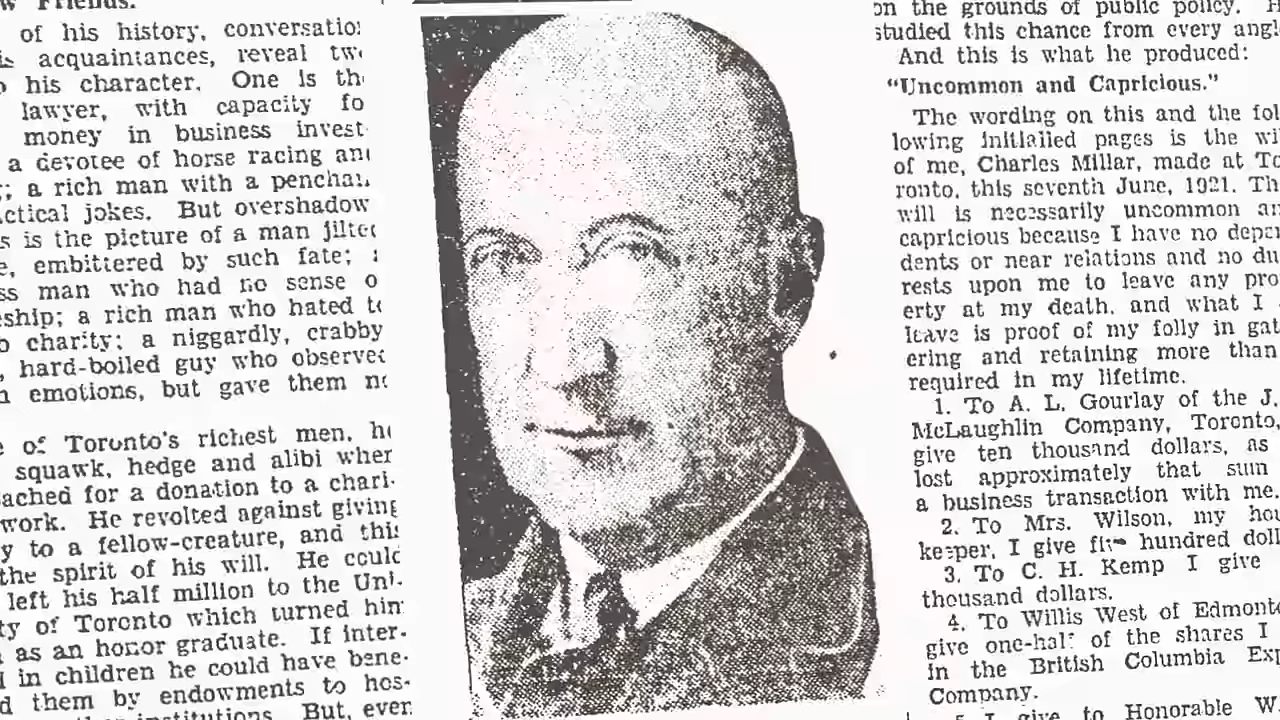 w Friends.
of his history, conversatio
is acquaintances, reveal tw
o his character. One is th
lawyer, with capacity fo
money in business invest
a devotee of horse racing an
; a rich man with a penchan
actical jokes. But overshadow
s is the picture of a man jilted
e, embittered by such fate; a
ss man who had no sense o
eship; a rich man who hated to
o charity; a niggardly, crabby
, hard-boiled guy who observed
n emotions, but gave them no
e of Toronto's richest men, he
squawk, hedge and alibi when
ached for a donation to a chari-
work. He revolted against giving
y to a fellow-creature, and this
the spirit of his will. He could
left his half million to the Uni-
ty of Toronto which turned him
as an honor graduate. If inter-
d in children he could have bene-
d them by endowments to hos-
institutions. But, even
on the grounds of public policy. H
studied this chance from every angl
And this is what he produced:
"Uncommon and Capricious."
The wording on this and the fol
lowing initialled pages is the wi
of me, Charles Millar, made at To
ronto, this seventh June, 1921. Th
will is necessarily uncommon an
capricious because I have no depen
dents or near relations and no du
rests upon me to leave any pro
erty at my death, and what I
leave is proof of my folly in gat
ering and retaining more than
required in my lifetime.
1. To A. L. Gourlay of the J.
McLaughlin Company, Toronto,
give ten thousand dollars, as
lost approximately that sum
a business transaction with me.
2. To Mrs. Wilson, my hou
keeper, I give five hundred doll
3. To C. H. Kemp I give
thousand dollars.
4. To Willis West of Edmonto
give one-half of the shares I
in the British Columbia Exp
Company.
5. I give to Honorable W